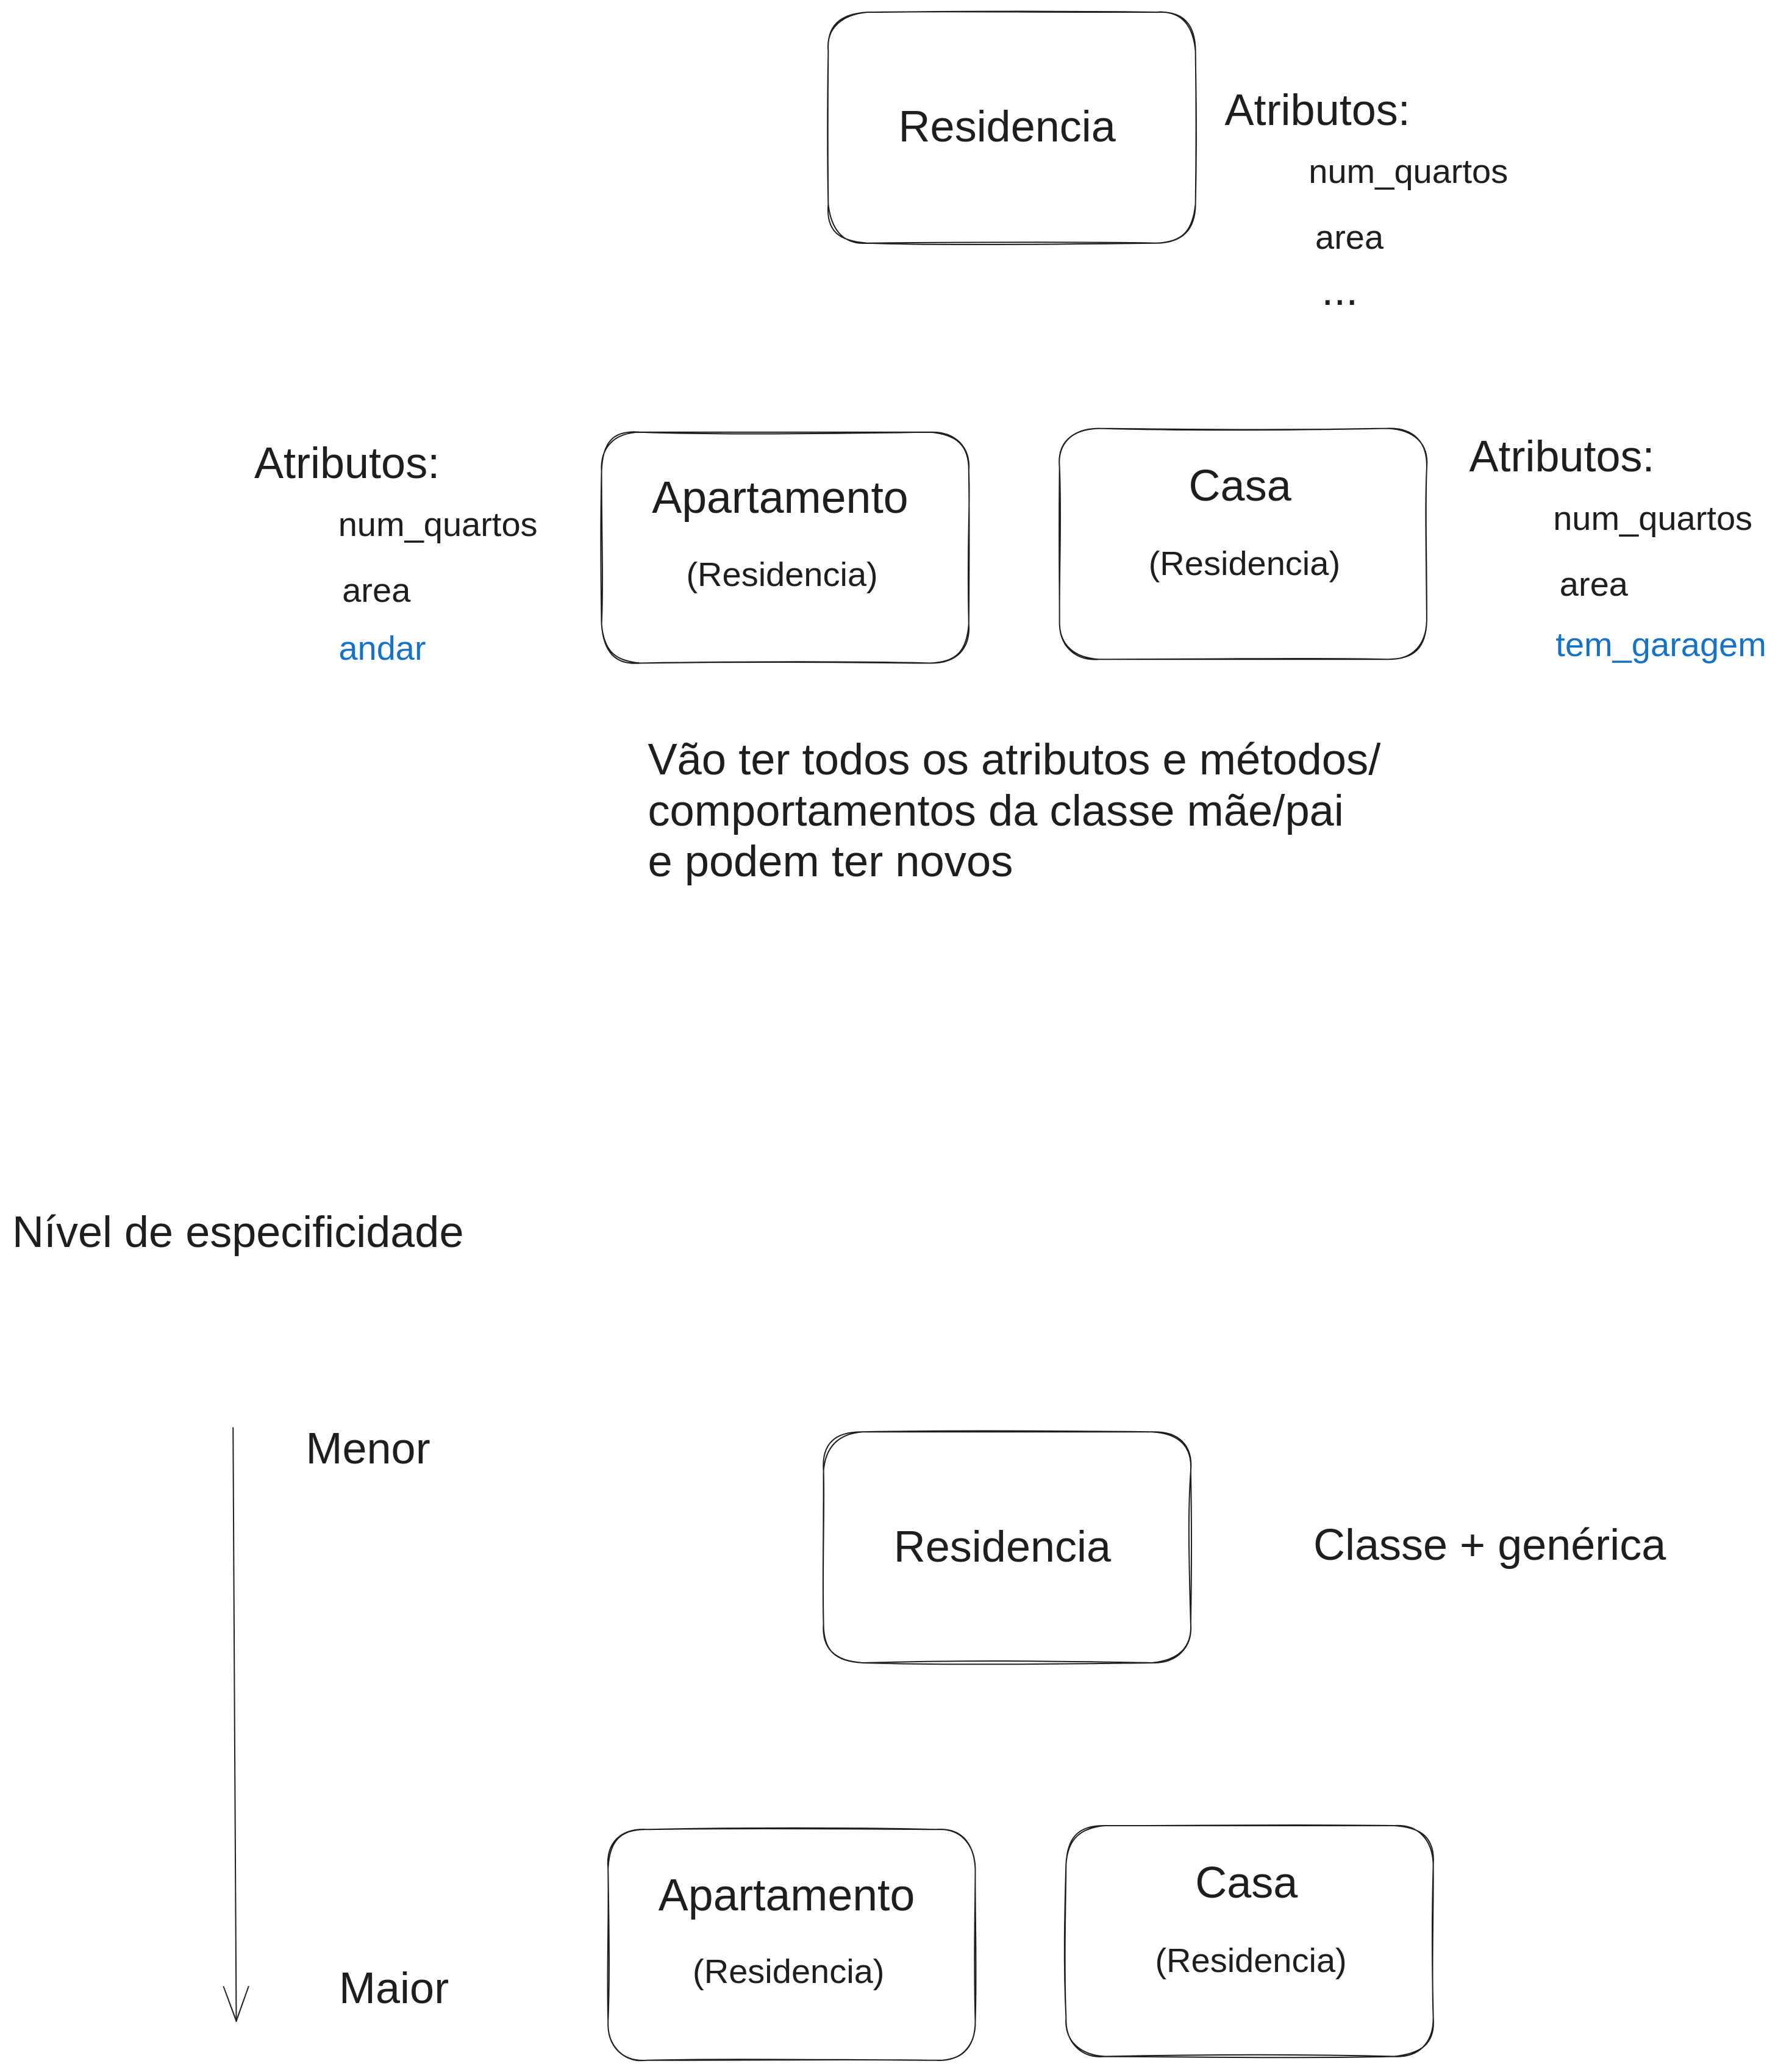 Residencia
Atributos:
num_quartos
area
...
Atributos:
num_quartos
area
andar
Apartamento
(Residencia)
Casa
(Residencia)
Atributos:
num_quartos
area
tem_garagem
Vão ter todos os atributos e métodos/
comportamentos da classe mãe/pai
e podem ter novos
Nível de especificidade
Menor
Residencia
Classe + genérica
Maior
Apartamento
(Residencia)
Casa
(Residencia)